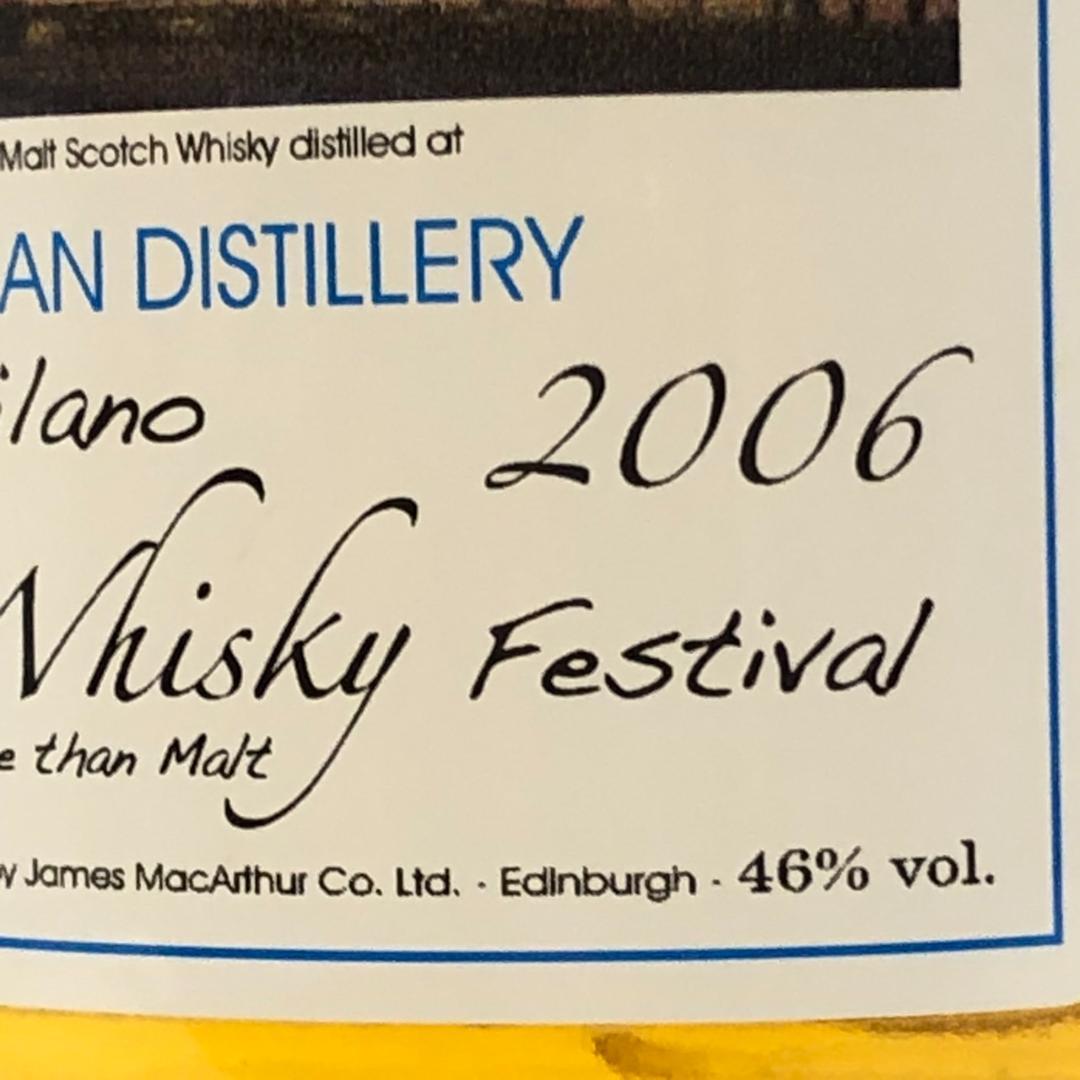 Malt Scotch Whisky distilled at
AN DISTILLERY
ilano 2006
Whisky Festival
e than Malt
y James MacArthur Co. Ltd. · Edinburgh · 46% vol.